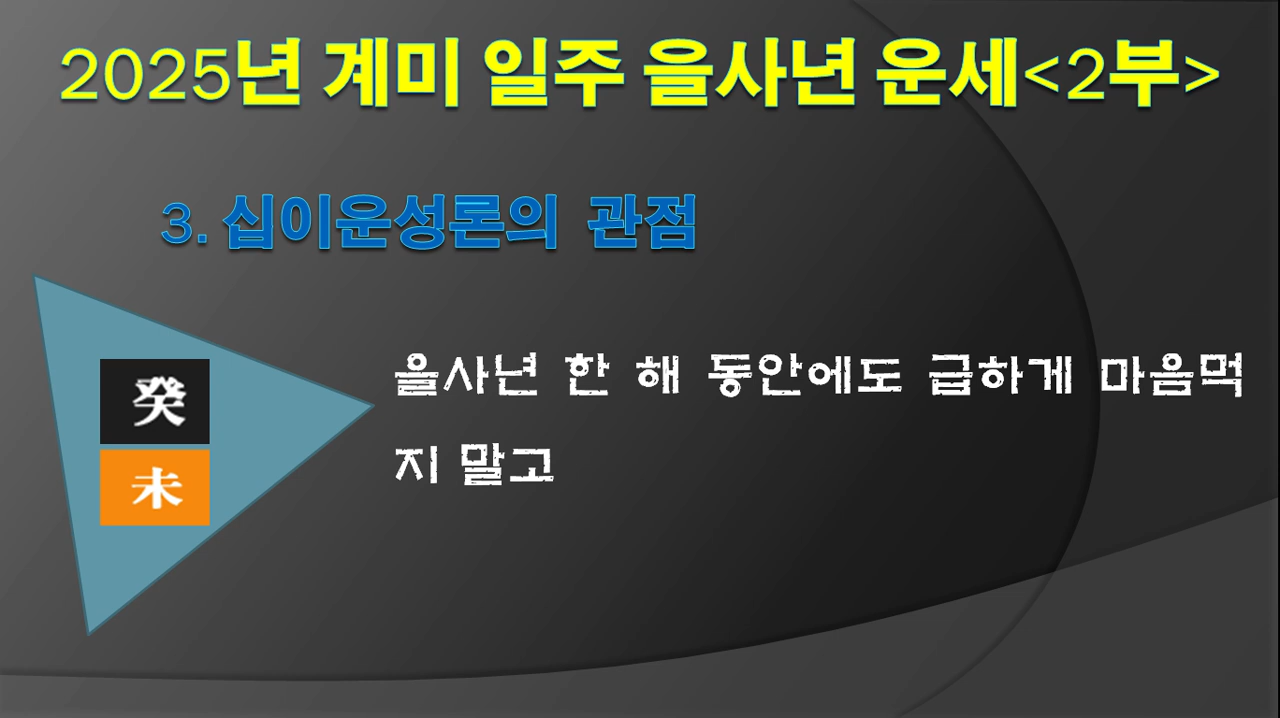 2025년 계미 일주 을사년 운세<2부>
3. 십이운성론의 관점
癸
未
을사년 한 해 동안에도 급하게 마음먹
지 말고